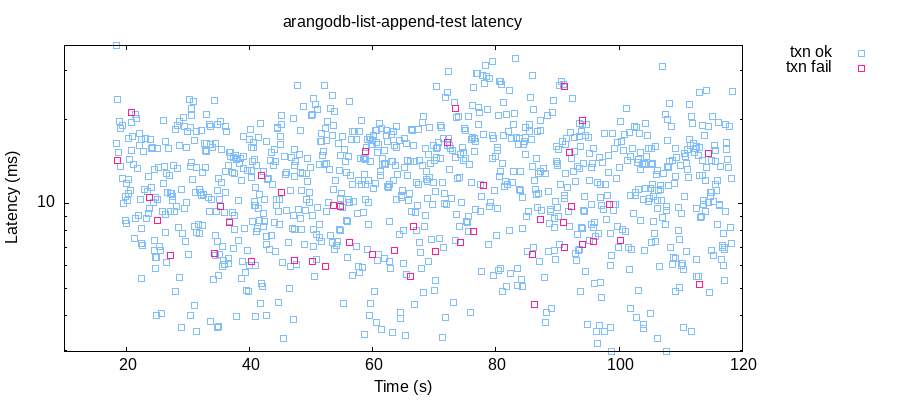 arangodb-list-append-test latency
txn ok
txn fail
Latency (ms)
10
20 40 60 80 100 120
Time (s)